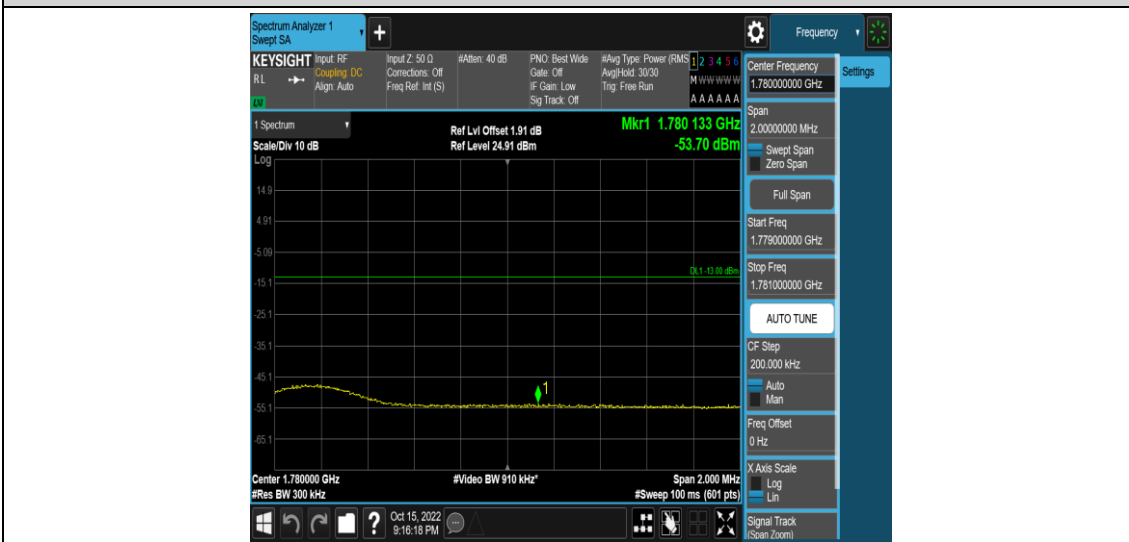 Spectrum Analyzer 1
Swept SA
+
Frequency
KEYSIGHT
RL
LXI
Input: RF
Coupling: DC
Align: Auto
Input Z: 50 Ω
Corrections: Off
Freq Ref: Int (S)
#Atten: 40 dB
PNO: Best Wide
Gate: Off
IF Gain: Low
Sig Track: Off
#Avg Type: Power (RMS
Avg|Hold: 30/30
Trig: Free Run
1 2 3 4 5 6
M W W W W W
A A A A A A
1 Spectrum
Scale/Div 10 dB
Log
Ref Lvl Offset 1.91 dB
Ref Level 24.91 dBm
Mkr1 1.780 133 GHz
-53.70 dBm
14.9
4.91
-5.09
DL1 -13.00 dBm
-15.1
-25.1
-35.1
-45.1
1
-55.1
-65.1
Center 1.780000 GHz
#Res BW 300 kHz
#Video BW 910 kHz*
Span 2.000 MHz
#Sweep 100 ms (601 pts)
Center Frequency
1.780000000 GHz
Settings
Span
2.00000000 MHz
Swept Span
Zero Span
Full Span
Start Freq
1.779000000 GHz
Stop Freq
1.781000000 GHz
AUTO TUNE
CF Step
200.000 kHz
Auto
Man
Freq Offset
0 Hz
X Axis Scale
Log
Lin
Signal Track
(Span Zoom)
?
Oct 15, 2022
9:16:18 PM